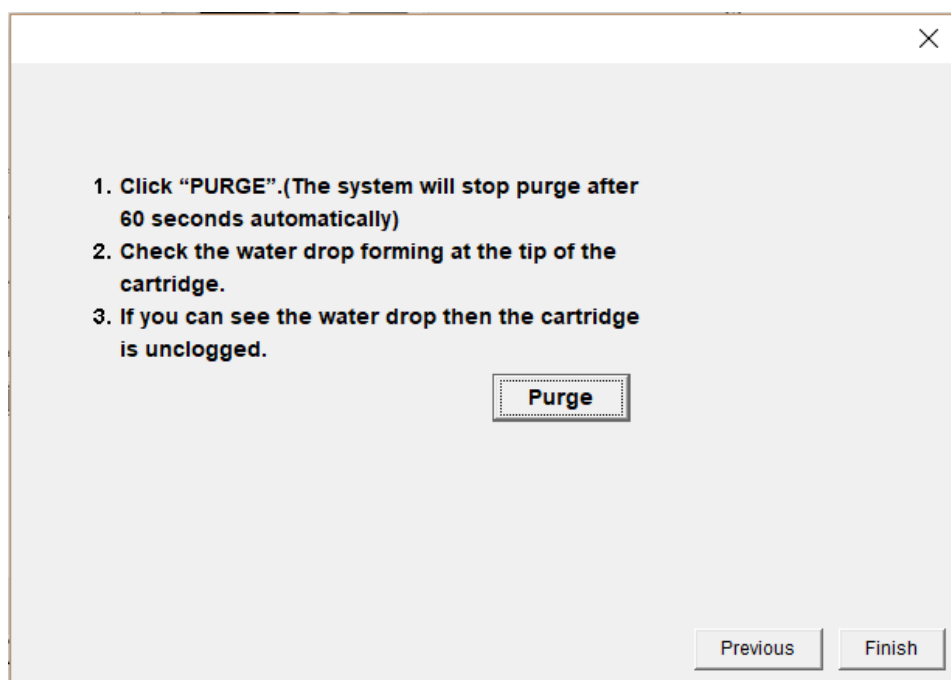 1. Click “PURGE”.(The system will stop purge after
60 seconds automatically)
2. Check the water drop forming at the tip of the
cartridge.
3. If you can see the water drop then the cartridge
is unclogged.
Purge
Previous Finish